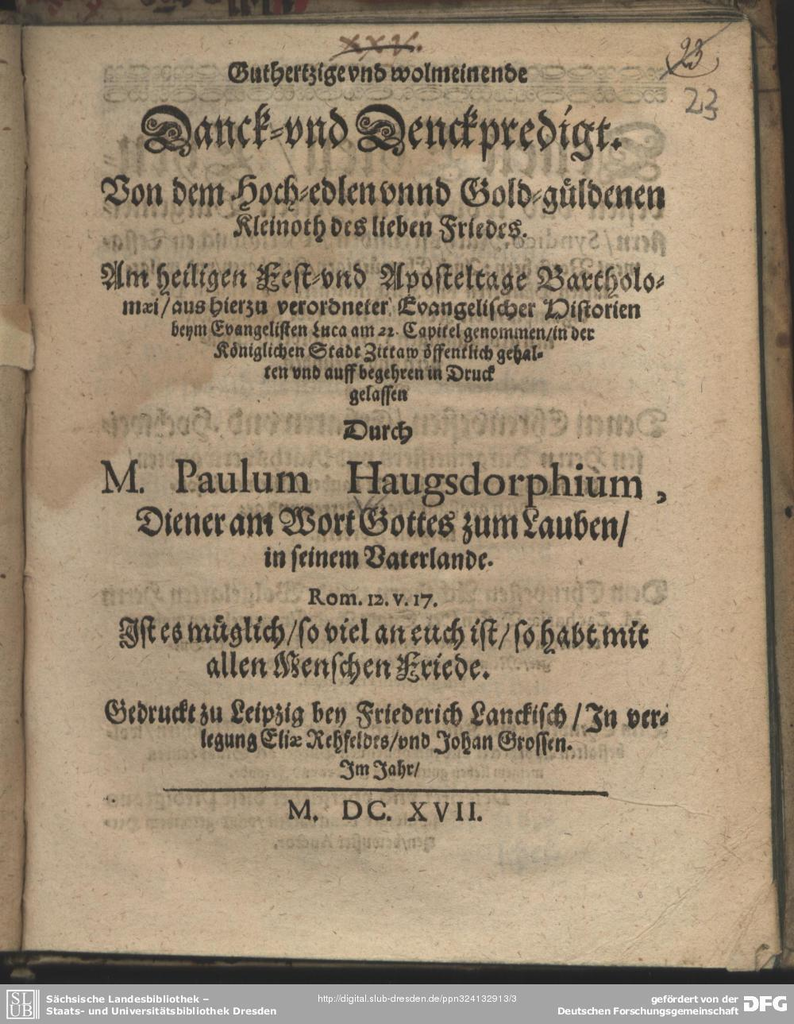 xxv.
23
23
Guthertzige vnd wolmeinende
Danck-vnd Denckpredigt.
Von dem Hoch-edlen vnnd Gold-güldenen
Kleinoth des lieben Friedes.
Am heiligen Fest-vnd Aposteltage Bartholo-
mæi/ aus hierzu verordneter Evangelischer Historien
beym Evangelisten Luca am 22. Capitel genommen/ in der
Königlichen Stadt Zittaw öffentlich gehal-
ten vnd auff begehren in Druck
gelassen
Durch
M. Paulum Haugsdorphium,
Diener am Wort Gottes zum Lauben/
in seinem Vaterlande.
Rom. 12. v. 17.
Ist es müglich/ so viel an euch ist/ so habt mit
allen Menschen Friede.
Gedruckt zu Leipzig bey Friederich Lanckisch/ In ver-
legung Eliæ Rehfeldes/ vnd Johan Grossen.
Im Jahr/
M. DC. XVII.
SLUB
Sächsische Landesbibliothek –
Staats- und Universitätsbibliothek Dresden
http://digital.slub-dresden.de/ppn324132913/3
gefördert von der
Deutschen Forschungsgemeinschaft
DFG